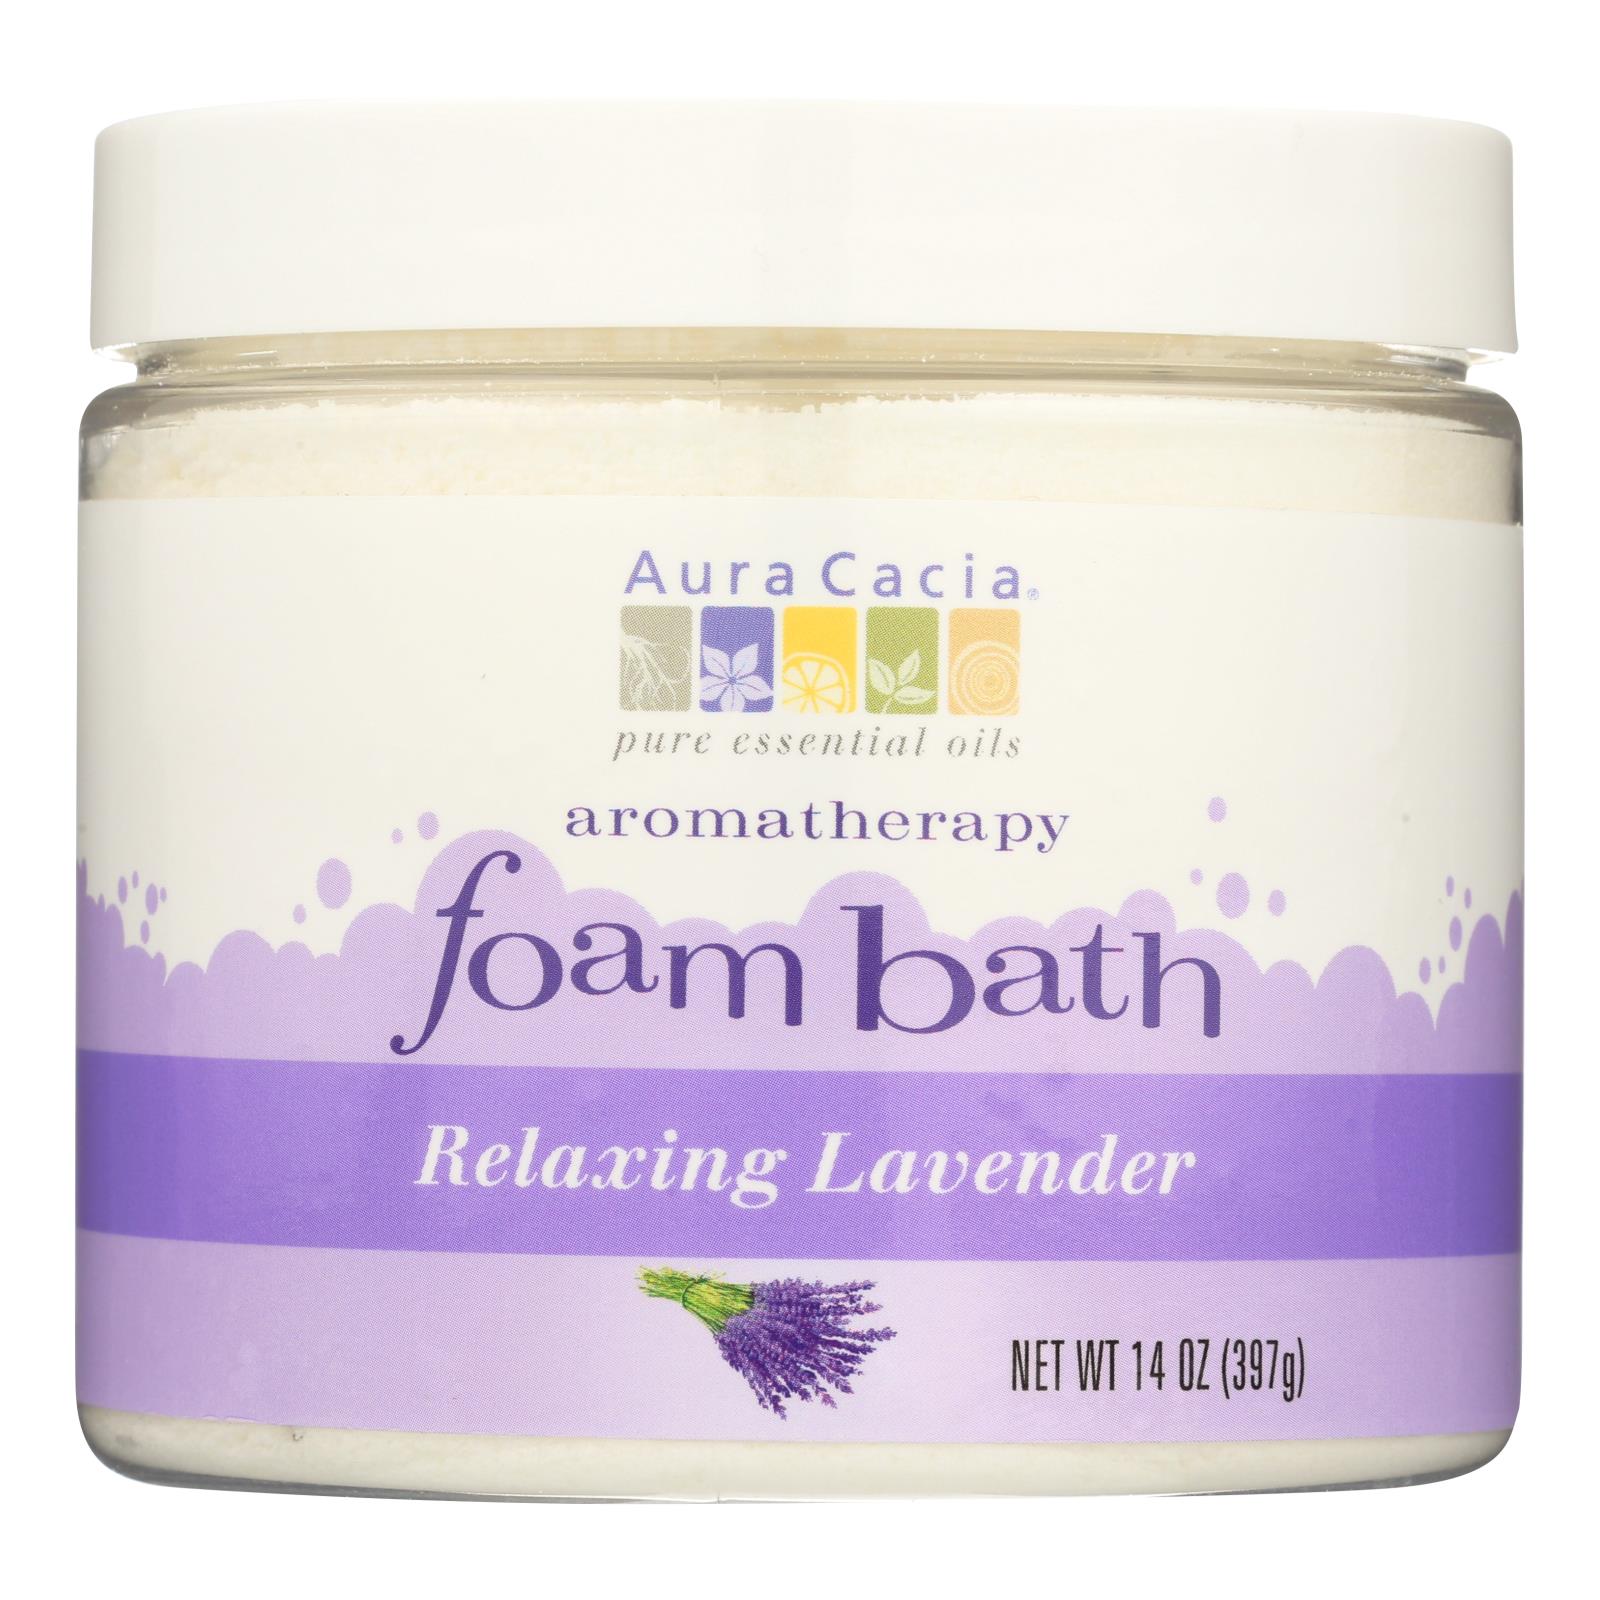 Aura Cacia®
pure essential oils
aromatherapy
foam bath
Relaxing Lavender
NET WT 14 OZ (397g)